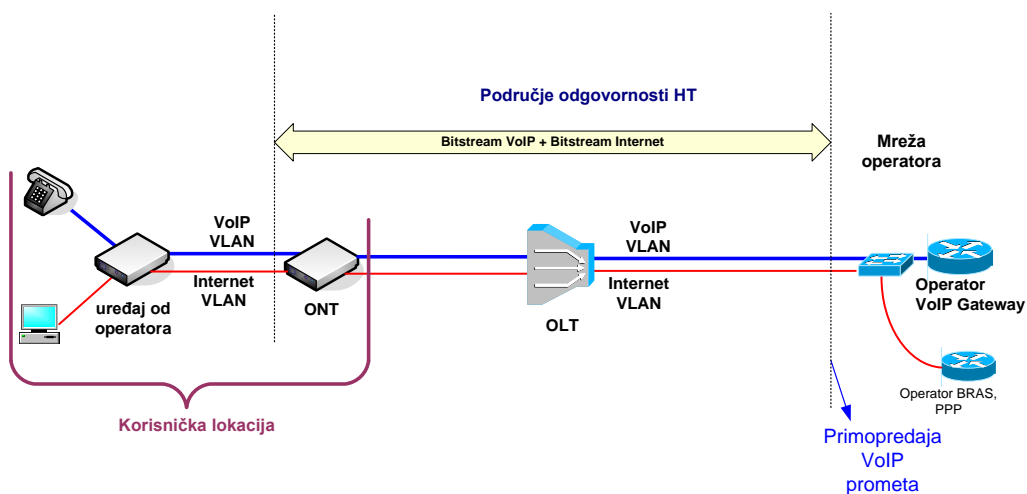 Područje odgovornosti HT
Bitstream VoIP + Bitstream Internet
Mreža
operatora
VoIP
VLAN
Internet
VLAN
uređaj od
operatora
ONT
OLT
VoIP
VLAN
Internet
VLAN
Operator
VoIP Gateway
Operator BRAS,
PPP
Korisnička lokacija
Primopredaja
VoIP
prometa